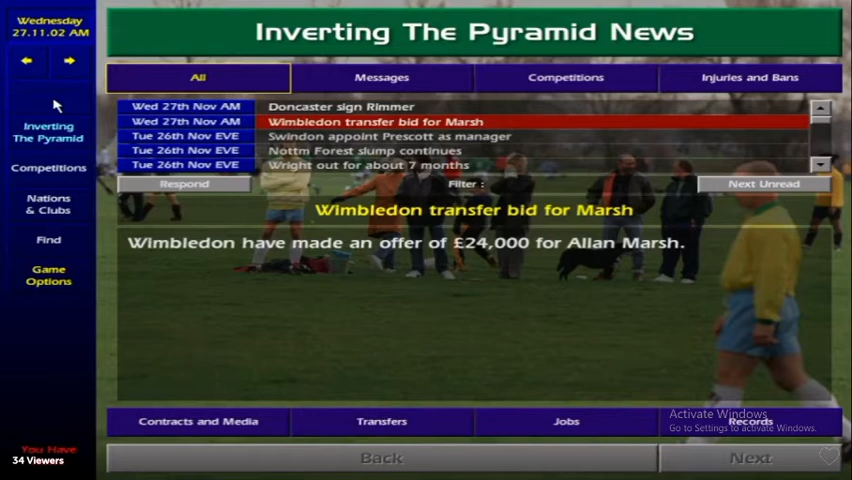 Wednesday
27.11.02 AM
Inverting The Pyramid News
All
Messages
Competitions
Injuries and Bans
Wed 27th Nov AM Doncaster sign Rimmer
Wed 27th Nov AM Wimbledon transfer bid for Marsh
Tue 26th Nov EVE Swindon appoint Prescott as manager
Tue 26th Nov EVE Nottm Forest slump continues
Tue 26th Nov EVE Wright out for about 7 months
Respond
Filter :
Next Unread
Inverting
The Pyramid
Competitions
Nations
& Clubs
Find
Game
Options
Wimbledon transfer bid for Marsh
Wimbledon have made an offer of £24,000 for Allan Marsh.
Activate Windows
Go to Settings to activate Windows.
Contracts and Media
Transfers
Jobs
Records
You Have
34 Viewers
Back
Next